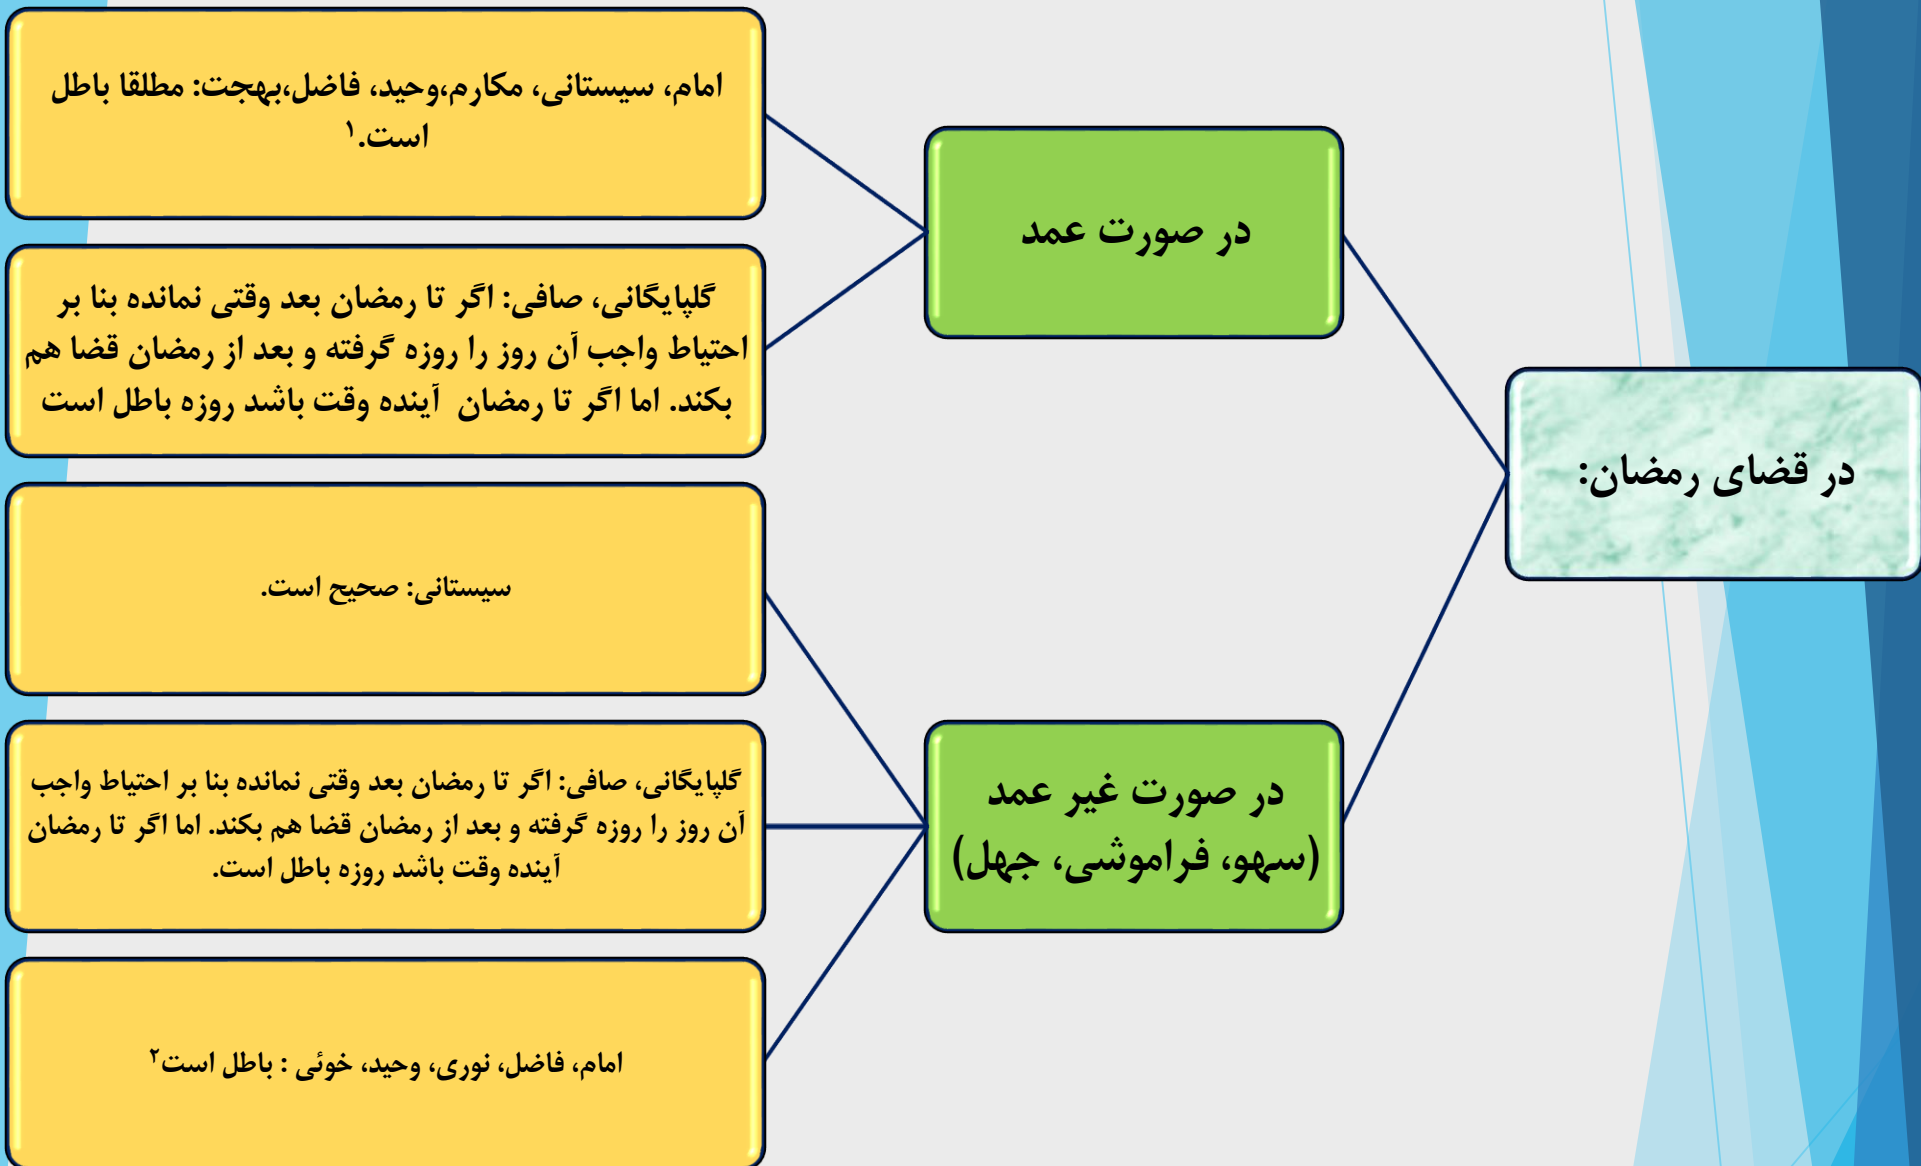 در قضای رمضان:
در صورت عمد
امام، سیستانی، مکارم،وحید، فاضل،بهجت: مطلقا باطل
است.۱
گلپایگانی، صافی: اگر تا رمضان بعد وقتی نمانده بنا بر
احتیاط واجب آن روز را روزه گرفته و بعد از رمضان قضا هم
بکند. اما اگر تا رمضان آینده وقت باشد روزه باطل است
در صورت غیر عمد
(سهو، فراموشی، جهل)
سیستانی: صحیح است.
گلپایگانی، صافی: اگر تا رمضان بعد وقتی نمانده بنا بر احتیاط واجب
آن روز را روزه گرفته و بعد از رمضان قضا هم بکند. اما اگر تا رمضان
آینده وقت باشد روزه باطل است.
امام، فاضل، نوری، وحید، خوئی : باطل است۲